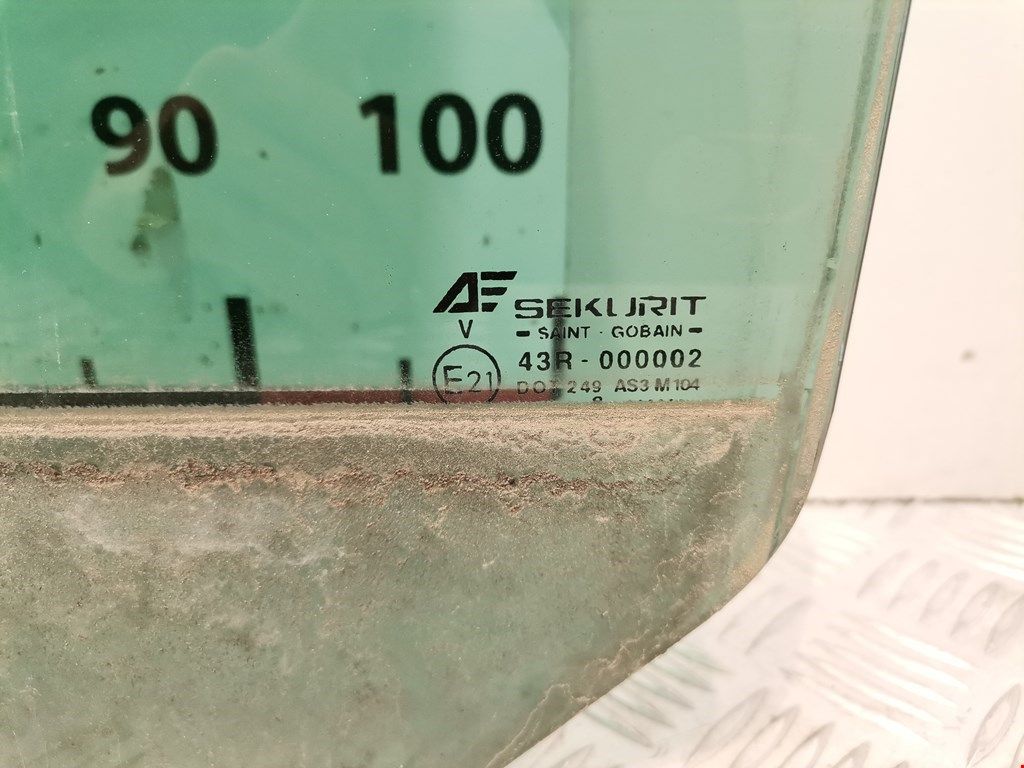 90 100
AF SEKURIT
V
- SAINT · GOBAIN -
43R - 000002
E21
DOT 249 AS3 M104